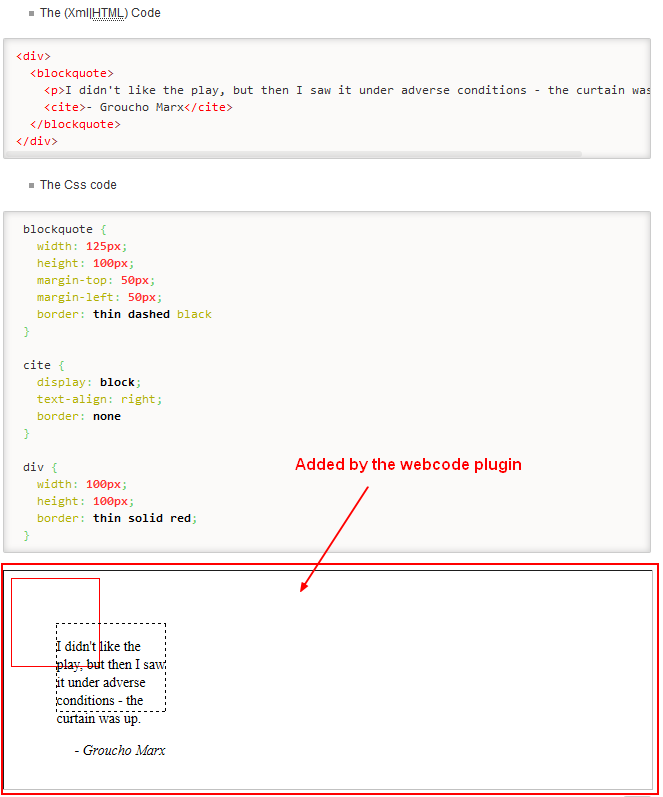 The (Xml|HTML) Code
<div>
<blockquote>
<p>I didn't like the play, but then I saw it under adverse conditions - the curtain was
<cite>- Groucho Marx</cite>
</blockquote>
</div>
The Css code
blockquote {
width: 125px;
height: 100px;
margin-top: 50px;
margin-left: 50px;
border: thin dashed black
}
cite {
display: block;
text-align: right;
border: none
}
div {
width: 100px;
height: 100px;
border: thin solid red;
}
Added by the webcode plugin
I didn't like the
play, but then I saw
it under adverse
conditions - the
curtain was up.
- Groucho Marx